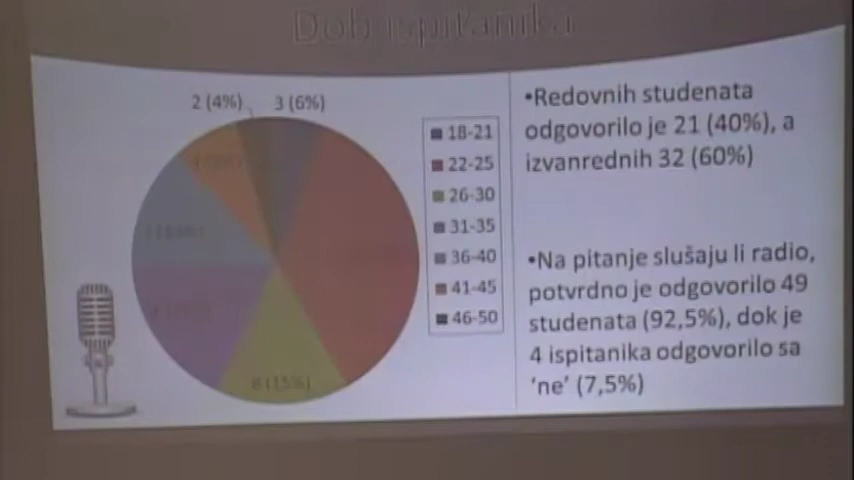 Dob ispitanika
2 (4%)
3 (6%)
8 (15%)
18-21
22-25
26-30
31-35
36-40
41-45
46-50
•Redovnih studenata
odgovorilo je 21 (40%), a
izvanrednih 32 (60%)
•Na pitanje slušaju li radio,
potvrdno je odgovorilo 49
studenata (92,5%), dok je
4 ispitanika odgovorilo sa
'ne' (7,5%)